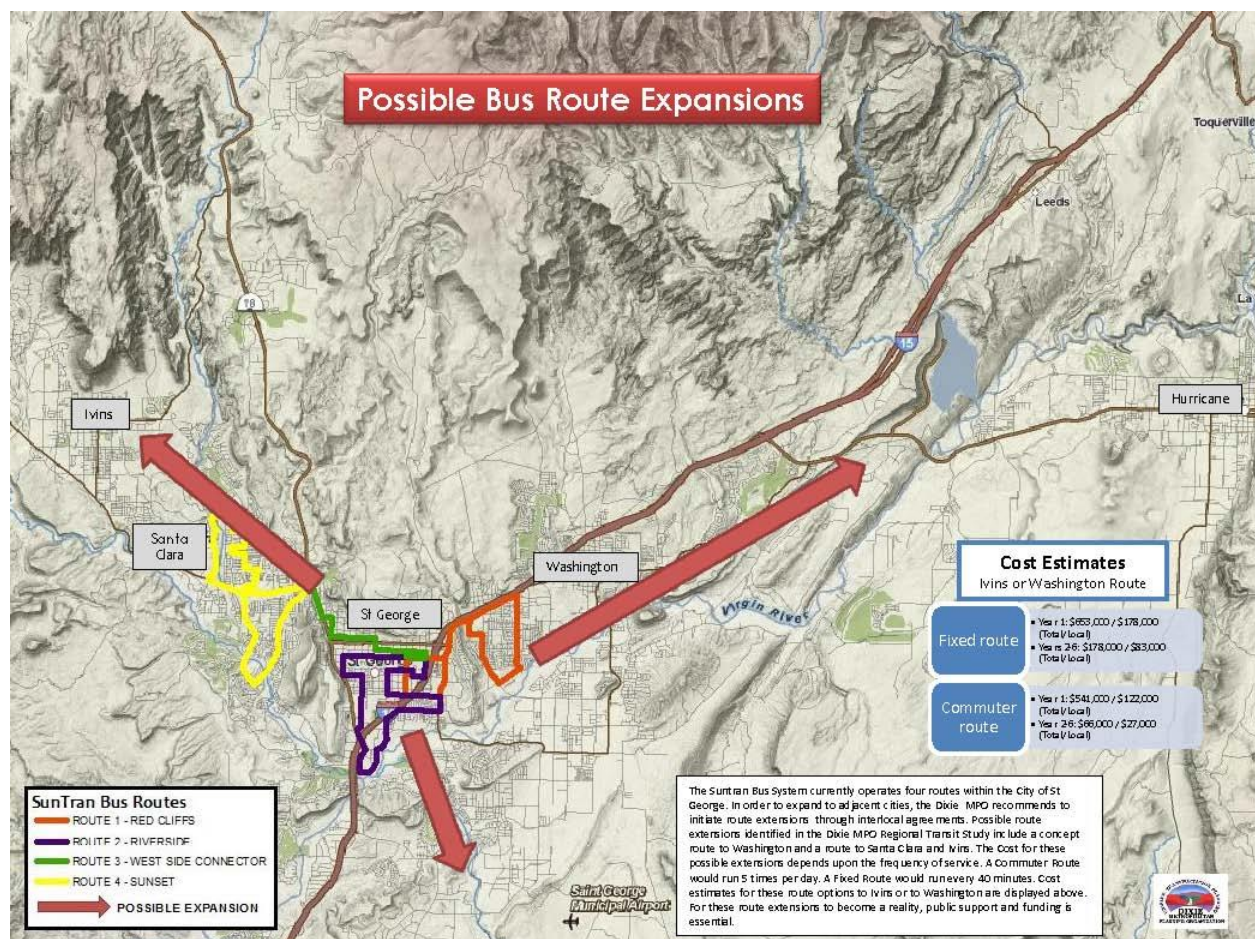 Possible Bus Route Expansions
Toquerville
Leeds
La
18
15
Ivins
Hurricane
Santa
Clara
Washington
St George
Virgin River
Cost Estimates
Ivins or Washington Route
Fixed route
• Year 1: $653,000 / $178,000
(Total/Local)
• Years 2-6: $178,000 / $83,000
(Total/Local)
Commuter
route
• Year 1: $541,000 / $122,000
(Total/Local)
• Year 2-6: $66,000 / $27,000
(Total/Local)
The Suntran Bus System currently operates four routes within the City of St
George. In order to expand to adjacent cities, the Dixie MPO recommends to
initiate route extensions through interlocal agreements. Possible route
extensions identified in the Dixie MPO Regional Transit Study include a concept
route to Washington and a route to Santa Clara and Ivins. The Cost for these
possible extensions depends upon the frequency of service. A Commuter Route
would run 5 times per day. A Fixed Route would run every 40 minutes. Cost
estimates for these route options to Ivins or to Washington are displayed above.
For these route extensions to become a reality, public support and funding is
essential.
SunTran Bus Routes
ROUTE 1 - RED CLIFFS
ROUTE 2 - RIVERSIDE
ROUTE 3 - WEST SIDE CONNECTOR
ROUTE 4 - SUNSET
POSSIBLE EXPANSION
Saint George
Municipal Airport
DIXIE
METROPOLITAN
PLANNING ORGANIZATION